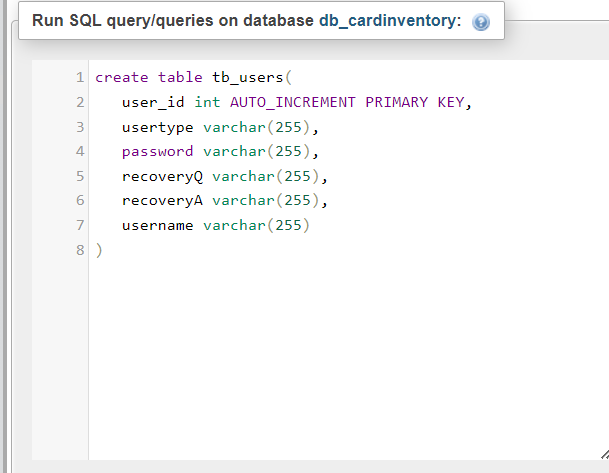 Run SQL query/queries on database db_cardinventory:
1 create table tb_users(
2 user_id int AUTO_INCREMENT PRIMARY KEY,
3 usertype varchar(255),
4 password varchar(255),
5 recoveryQ varchar(255),
6 recoveryA varchar(255),
7 username varchar(255)
8 )